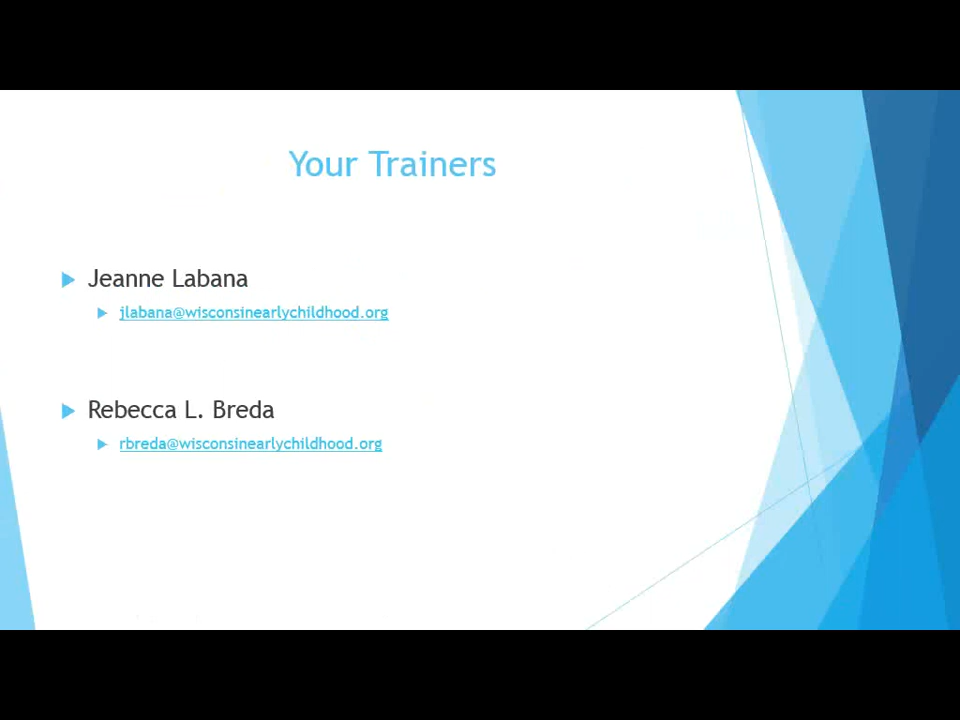 Your Trainers
Jeanne Labana
jlabana@wisconsinearlychildhood.org
Rebecca L. Breda
rbreda@wisconsinearlychildhood.org